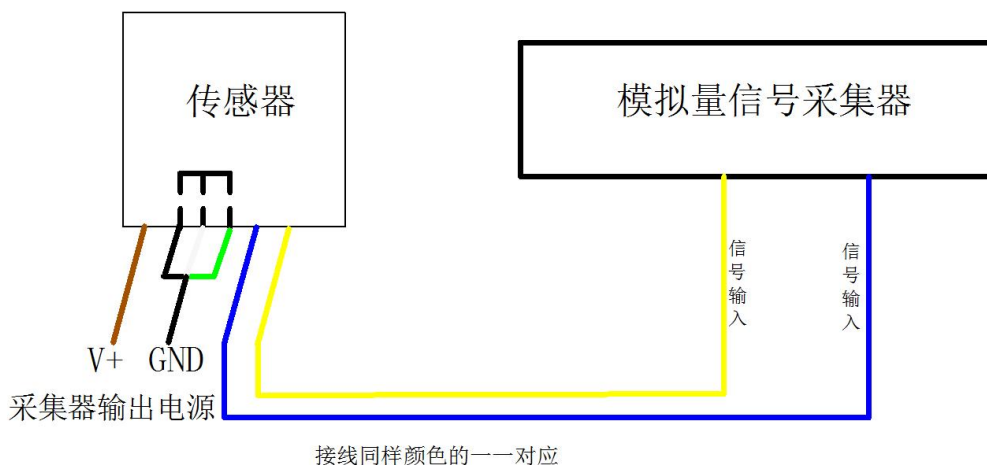 传感器
模拟量信号采集器
信号输入
信号输入
V+ GND
采集器输出电源
接线同样颜色的一一对应